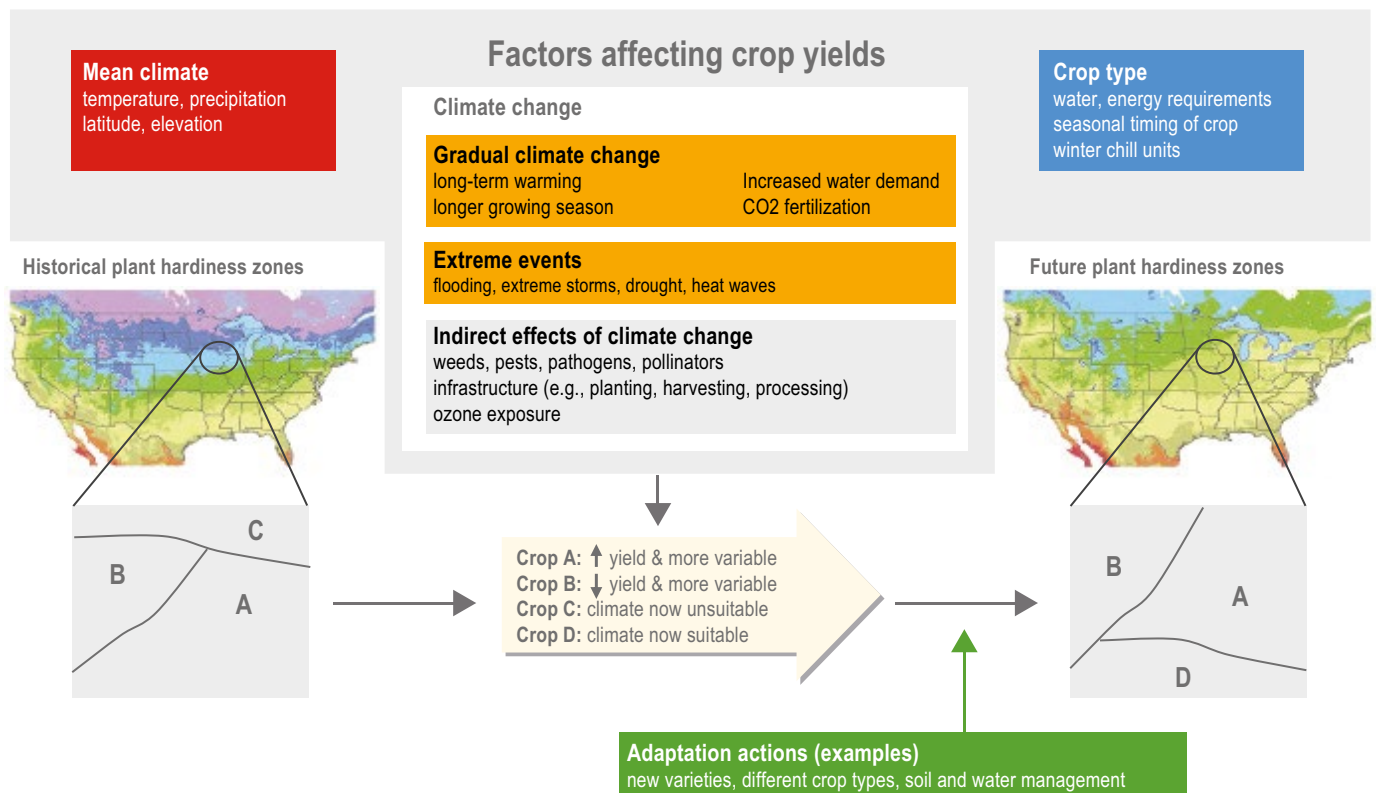 Factors affecting crop yields
Mean climate
temperature, precipitation
latitude, elevation
Climate change
Gradual climate change
long-term warming
longer growing season
Increased water demand
CO2 fertilization
Extreme events
flooding, extreme storms, drought, heat waves
Indirect effects of climate change
weeds, pests, pathogens, pollinators
infrastructure (e.g., planting, harvesting, processing)
ozone exposure
Crop type
water, energy requirements
seasonal timing of crop
winter chill units
Historical plant hardiness zones
Future plant hardiness zones
C
B
A
Crop A: ↑ yield & more variable
Crop B: ↓ yield & more variable
Crop C: climate now unsuitable
Crop D: climate now suitable
B
A
D
Adaptation actions (examples)
new varieties, different crop types, soil and water management